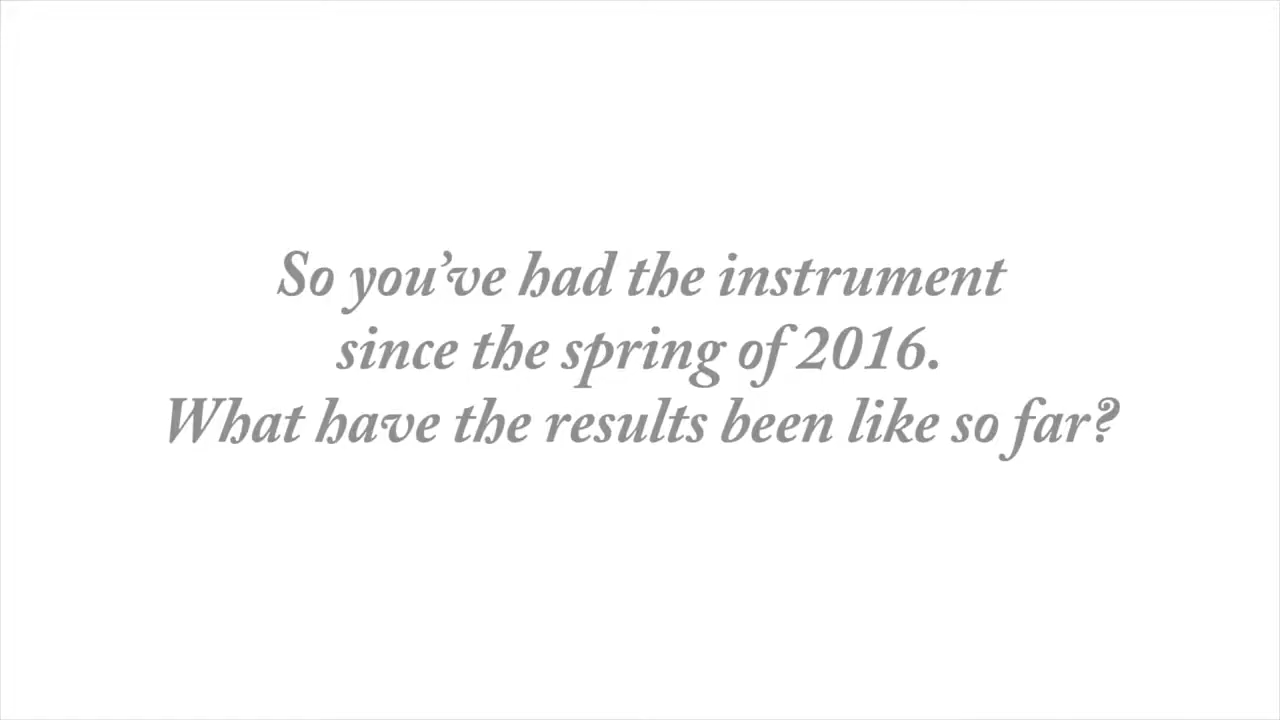 So you’ve had the instrument
since the spring of 2016.
What have the results been like so far?